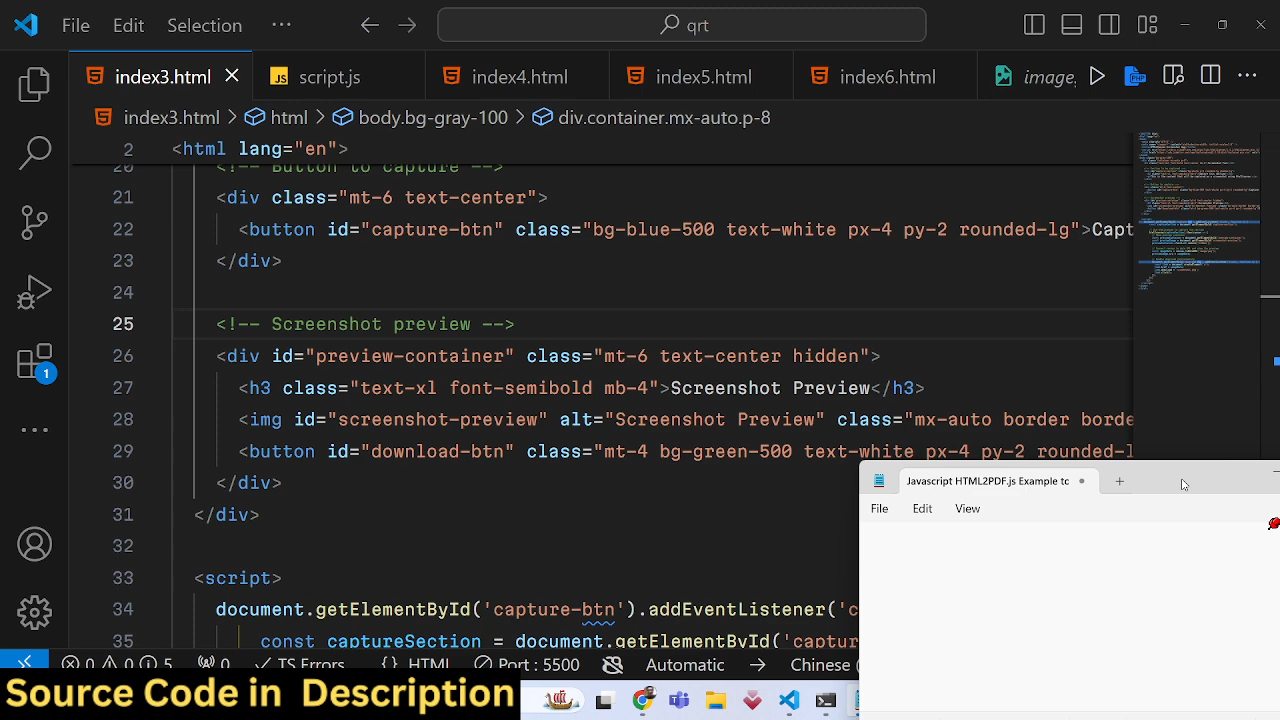 File Edit Selection ··· qrt
index3.html script.js index4.html index5.html index6.html image.
index3.html > html > body.bg-gray-100 > div.container.mx-auto.p-8
2 <html lang="en">
20 <!-- Button to capture -->
21 <div class="mt-6 text-center">
22 <button id="capture-btn" class="bg-blue-500 text-white px-4 py-2 rounded-lg">Capt
23 </div>
24
25 <!-- Screenshot preview -->
26 <div id="preview-container" class="mt-6 text-center hidden">
27 <h3 class="text-xl font-semibold mb-4">Screenshot Preview</h3>
28 <img id="screenshot-preview" alt="Screenshot Preview" class="mx-auto border borde
29 <button id="download-btn" class="mt-4 bg-green-500 text-white px-4 py-2 rounded-l
30 </div>
31 </div>
32
33 <script>
34 document.getElementById('capture-btn').addEventListener('c
35 const captureSection = document.getElementById('captur
1
Javascript HTML2PDF.js Example to
File Edit View
0 0 5 0 TS Errors {} HTML Port : 5500 Automatic Chinese (
Source Code in Description